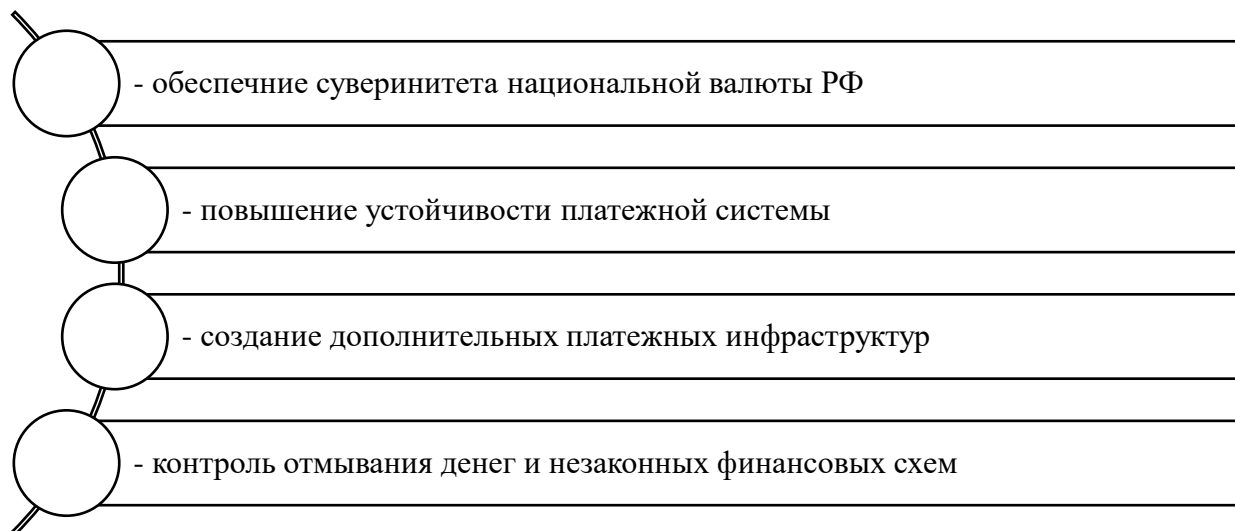 - обеспечние суверинитета национальной валюты РФ
- повышение устойчивости платежной системы
- создание дополнительных платежных инфраструктур
- контроль отмывания денег и незаконных финансовых схем